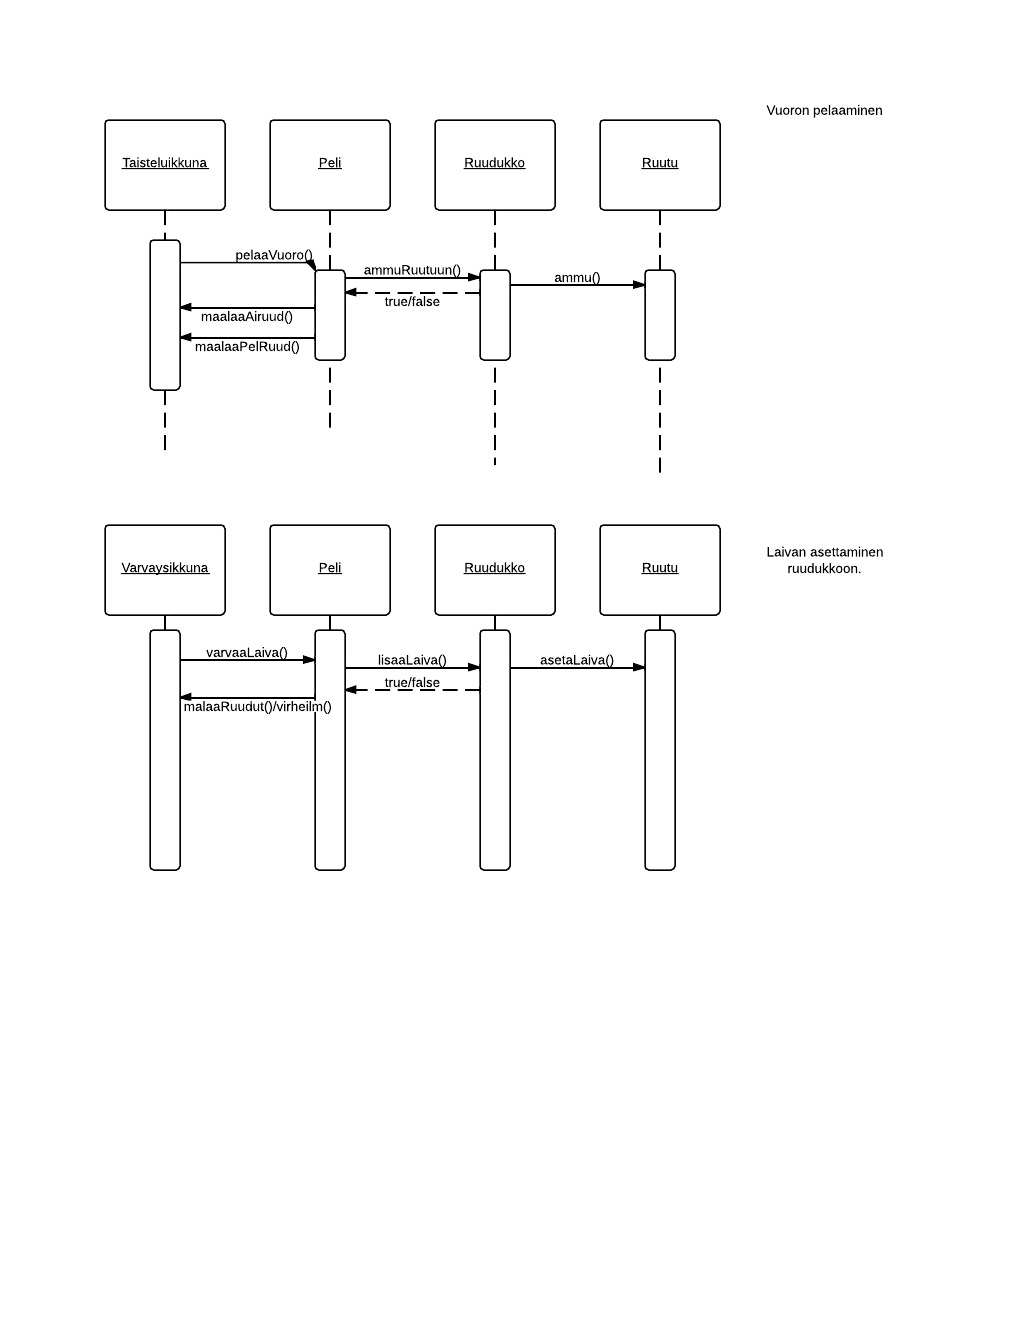 Vuoron pelaaminen
Taisteluikkuna
Peli
Ruudukko
Ruutu
pelaaVuoro()
ammuRuutuun()
ammu()
true/false
maalaaAiruud()
maalaaPelRuud()
Laivan asettaminen
ruudukkoon.
Varvaysikkuna
Peli
Ruudukko
Ruutu
varvaaLaiva()
lisaaLaiva()
asetaLaiva()
true/false
malaaRuudut()/virheilm()